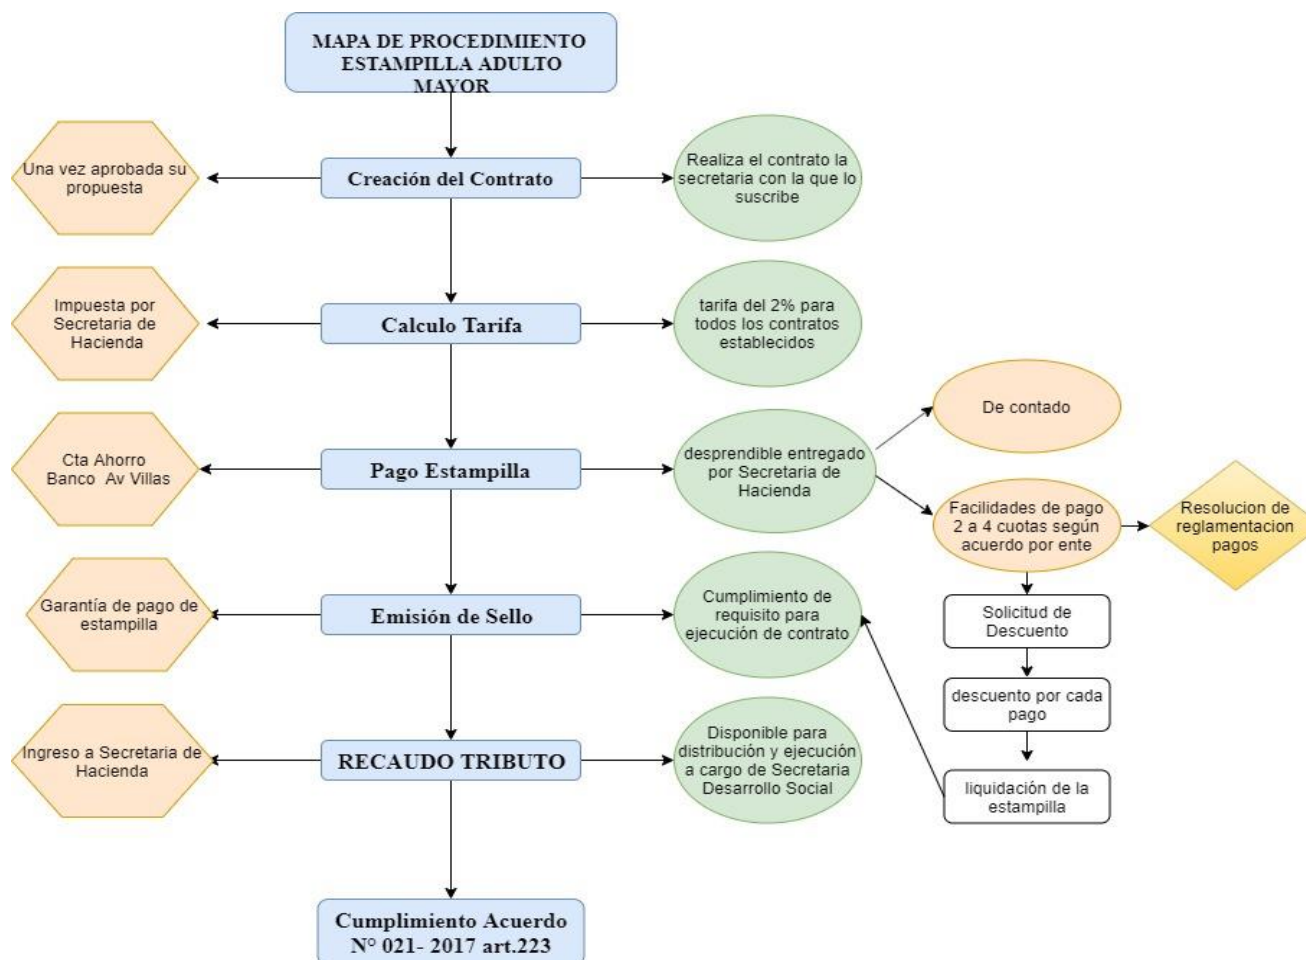 MAPA DE PROCEDIMIENTO
ESTAMPILLA ADULTO
MAYOR
Una vez aprobada su
propuesta
Creación del Contrato
Realiza el contrato la
secretaria con la que lo
suscribe
Impuesta por
Secretaria de
Hacienda
Calculo Tarifa
tarifa del 2% para
todos los contratos
establecidos
De contado
Cta Ahorro
Banco Av Villas
Pago Estampilla
desprendible entregado
por Secretaria de
Hacienda
Facilidades de pago
2 a 4 cuotas según
acuerdo por ente
Resolucion de
reglamentacion
pagos
Garantía de pago de
estampilla
Emisión de Sello
Cumplimiento de
requisito para
ejecución de contrato
Solicitud de
Descuento
descuento por cada
pago
Ingreso a Secretaria de
Hacienda
RECAUDO TRIBUTO
Disponible para
distribución y ejecución
a cargo de Secretaria
Desarrollo Social
liquidación de la
estampilla
Cumplimiento Acuerdo
N° 021- 2017 art.223